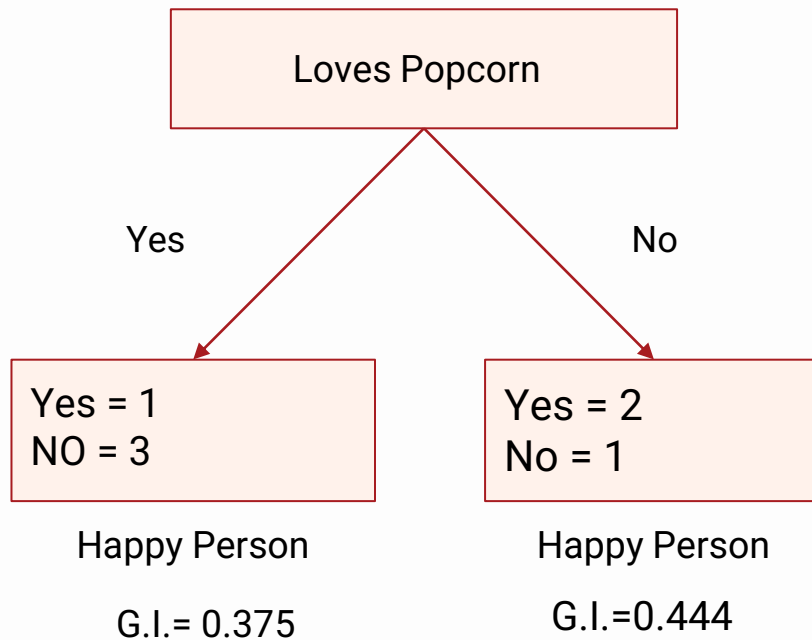 Loves Popcorn
Yes
No
Yes = 1
NO = 3
Yes = 2
No = 1
Happy Person
Happy Person
G.I.= 0.375
G.I.=0.444